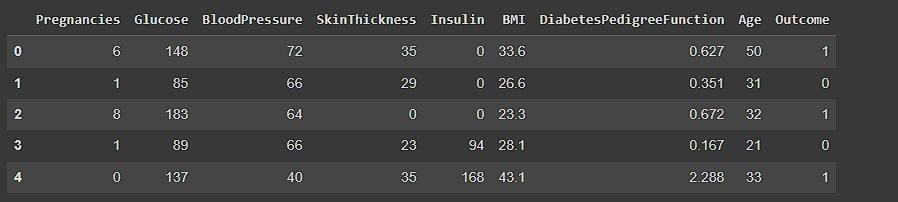 Pregnancies Glucose BloodPressure SkinThickness Insulin BMI DiabetesPedigreeFunction Age Outcome
0 6 148 72 35 0 33.6 0.627 50 1
1 1 85 66 29 0 26.6 0.351 31 0
2 8 183 64 0 0 23.3 0.672 32 1
3 1 89 66 23 94 28.1 0.167 21 0
4 0 137 40 35 168 43.1 2.288 33 1